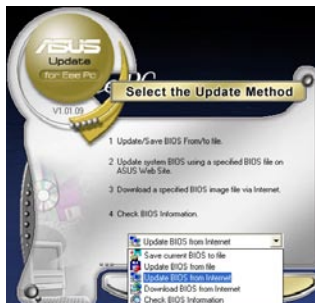 ASUS
Update
for Eee Pc
V1.01.09
Select the Update Method
1 Update/Save BIOS From/to file.
2 Update system BIOS using a specified BIOS file on
ASUS Web Site.
3 Download a specified BIOS image file via Internet.
4 Check BIOS Information.
Update BIOS from Internet
Save current BIOS to file
Update BIOS from file
Update BIOS from Internet
Download BIOS from Internet
Check BIOS Information